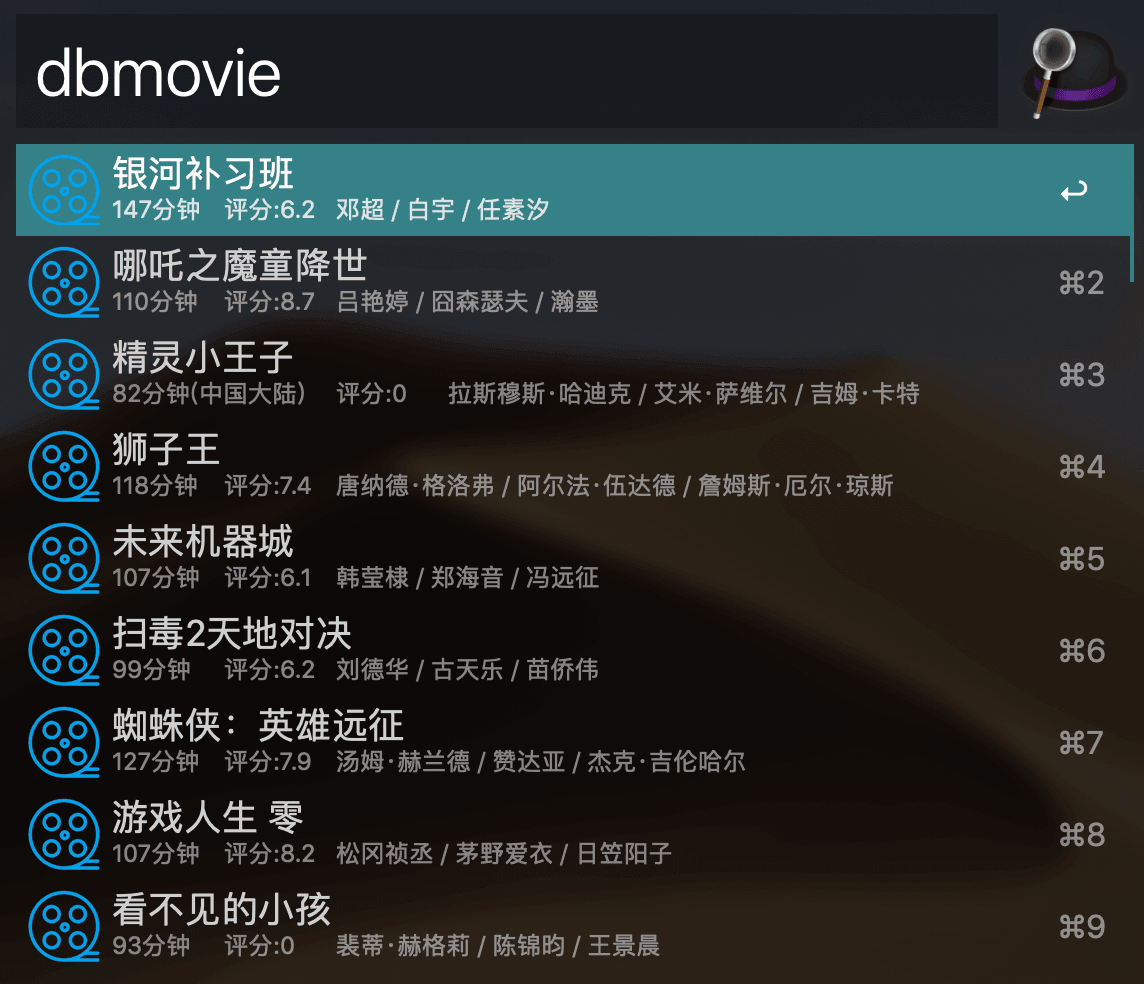 dbmovie
银河补习班
147分钟 评分:6.2 邓超 / 白宇 / 任素汐
哪吒之魔童降世
110分钟 评分:8.7 吕艳婷 / 囧森瑟夫 / 瀚墨
⌘2
精灵小王子
82分钟(中国大陆) 评分:0 拉斯穆斯·哈迪克 / 艾米·萨维尔 / 吉姆·卡特
⌘3
狮子王
118分钟 评分:7.4 唐纳德·格洛弗 / 阿尔法·伍达德 / 詹姆斯·厄尔·琼斯
⌘4
未来机器城
107分钟 评分:6.1 韩莹棣 / 郑海音 / 冯远征
⌘5
扫毒2天地对决
99分钟 评分:6.2 刘德华 / 古天乐 / 苗侨伟
⌘6
蜘蛛侠：英雄远征
127分钟 评分:7.9 汤姆·赫兰德 / 赞达亚 / 杰克·吉伦哈尔
⌘7
游戏人生 零
107分钟 评分:8.2 松冈祯丞 / 茅野爱衣 / 日笠阳子
⌘8
看不见的小孩
93分钟 评分:0 裴蒂·赫格莉 / 陈锦昀 / 王景晨
⌘9